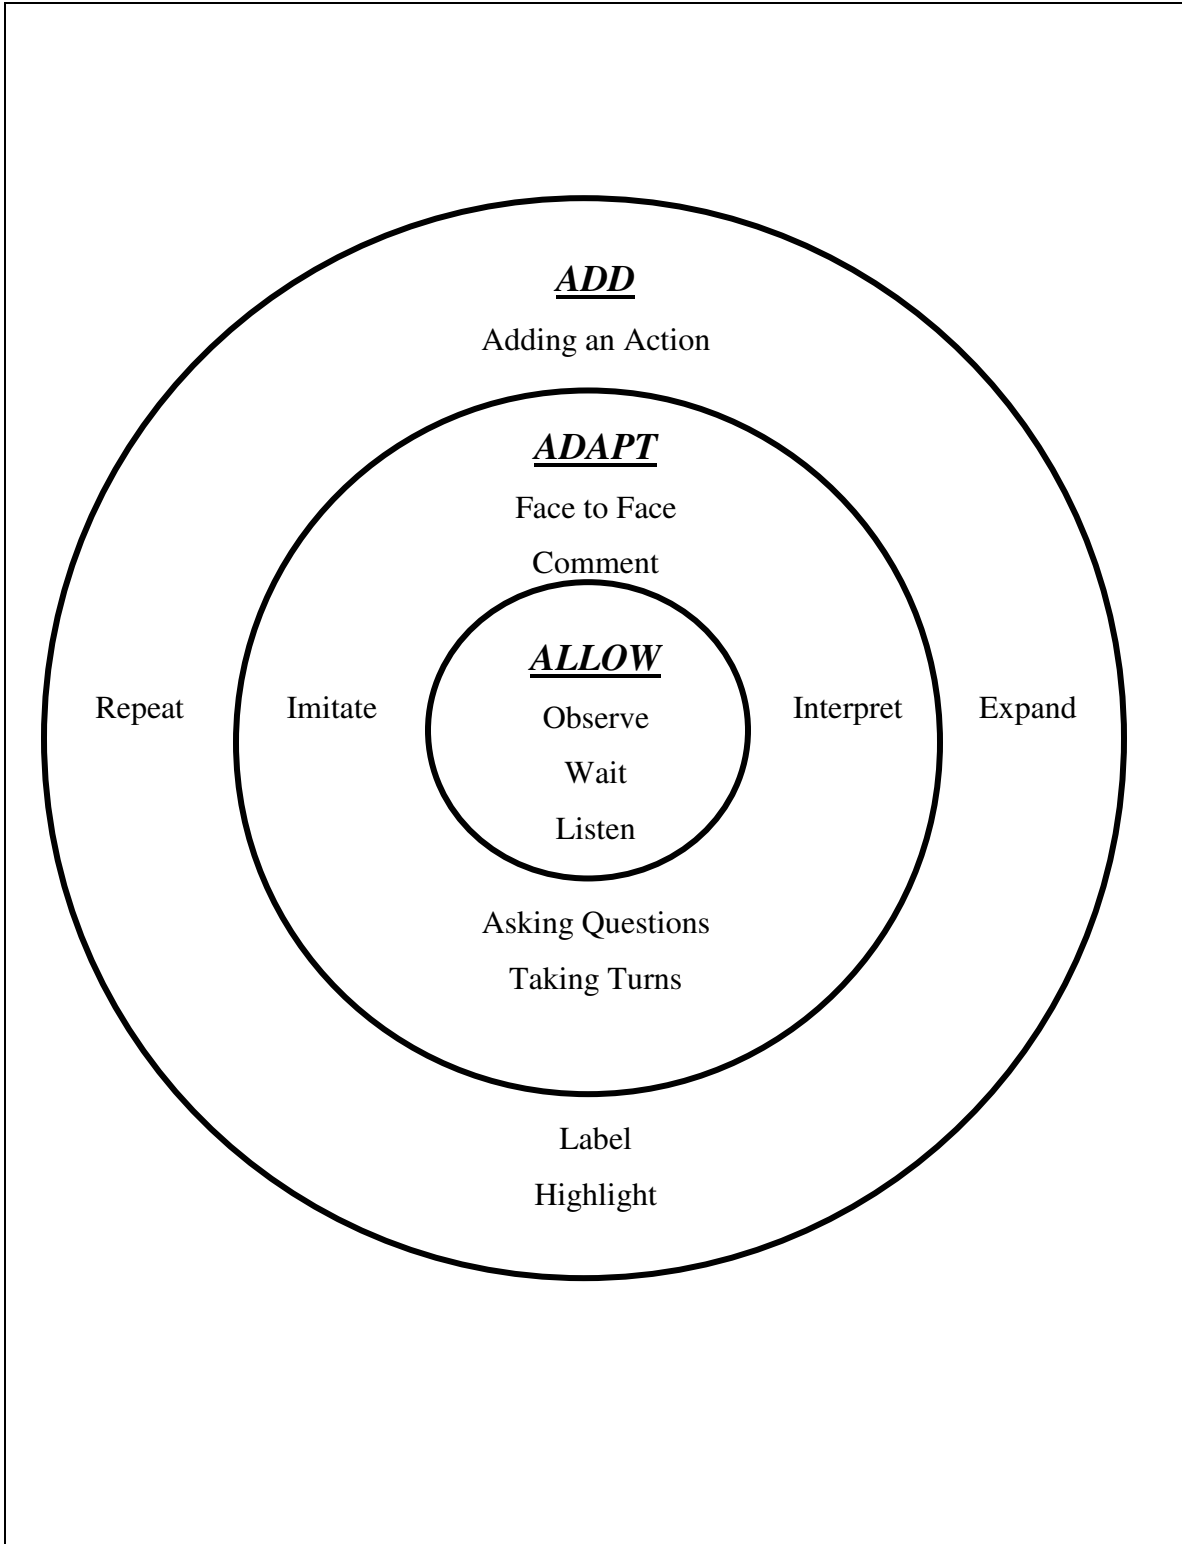 ADD
Adding an Action
ADAPT
Face to Face
Comment
ALLOW
Repeat
Imitate
Observe
Interpret
Expand
Wait
Listen
Asking Questions
Taking Turns
Label
Highlight